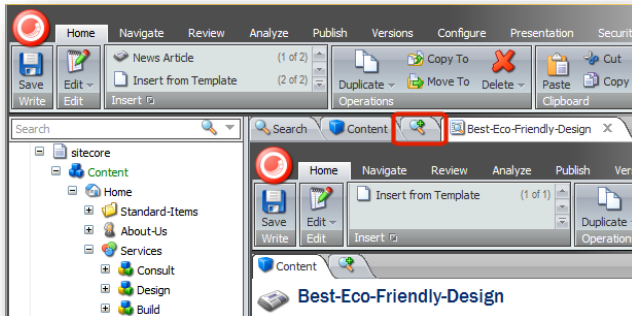 Home Navigate Review Analyze Publish Versions Configure Presentation Securit
Save Edit News Article (1 of 2) Duplicate Copy To Delete Paste Cut
Insert from Template (2 of 2) Move To Copy
Write Edit Insert Operations Clipboard
Search
Search Content Best-Eco-Friendly-Design X
sitecore
Content
Home
Standard-Items
About-Us
Services
Consult
Design
Build
Home Navigate Review Analyze Publish Ver
Save Edit Insert from Template (1 of 1) Duplicate
Write Edit Insert Operation
Content
Best-Eco-Friendly-Design